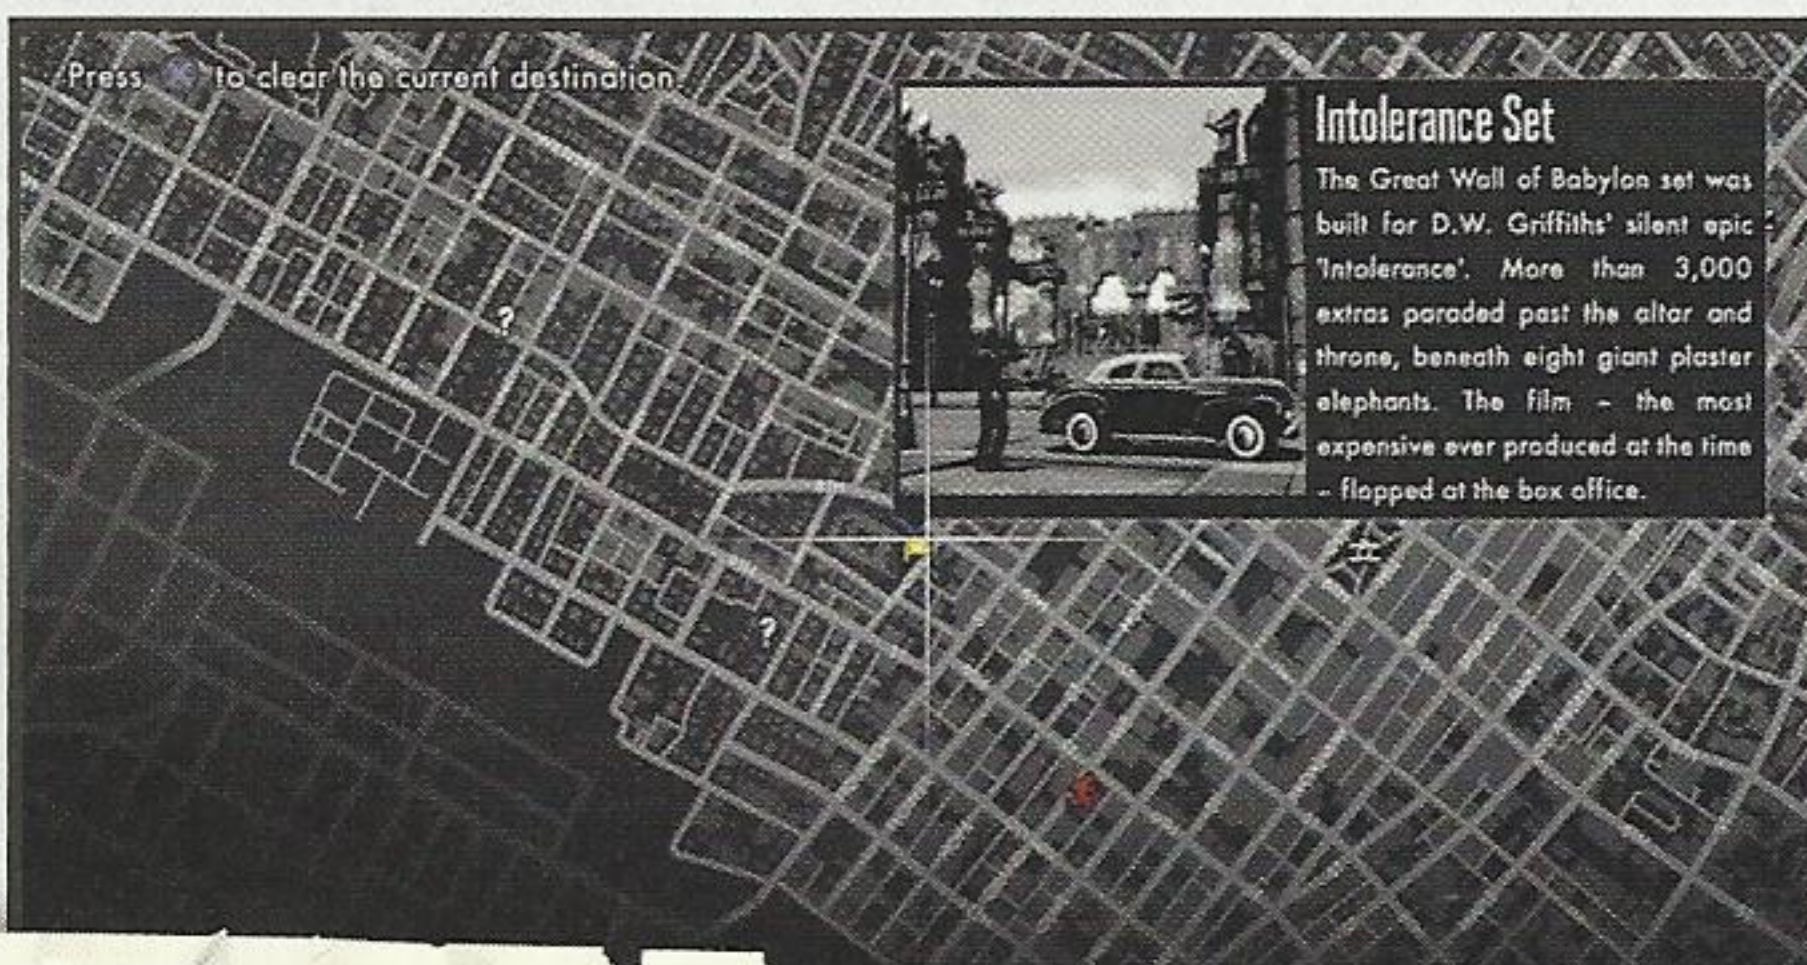 Press to clear the current destination.
Intolerance Set
The Great Wall of Babylon set was
built for D.W. Griffiths' silent epic
'Intolerance'. More than 3,000
extras paraded past the altar and
throne, beneath eight giant plaster
elephants. The film – the most
expensive ever produced at the time
– flopped at the box office.
?
?